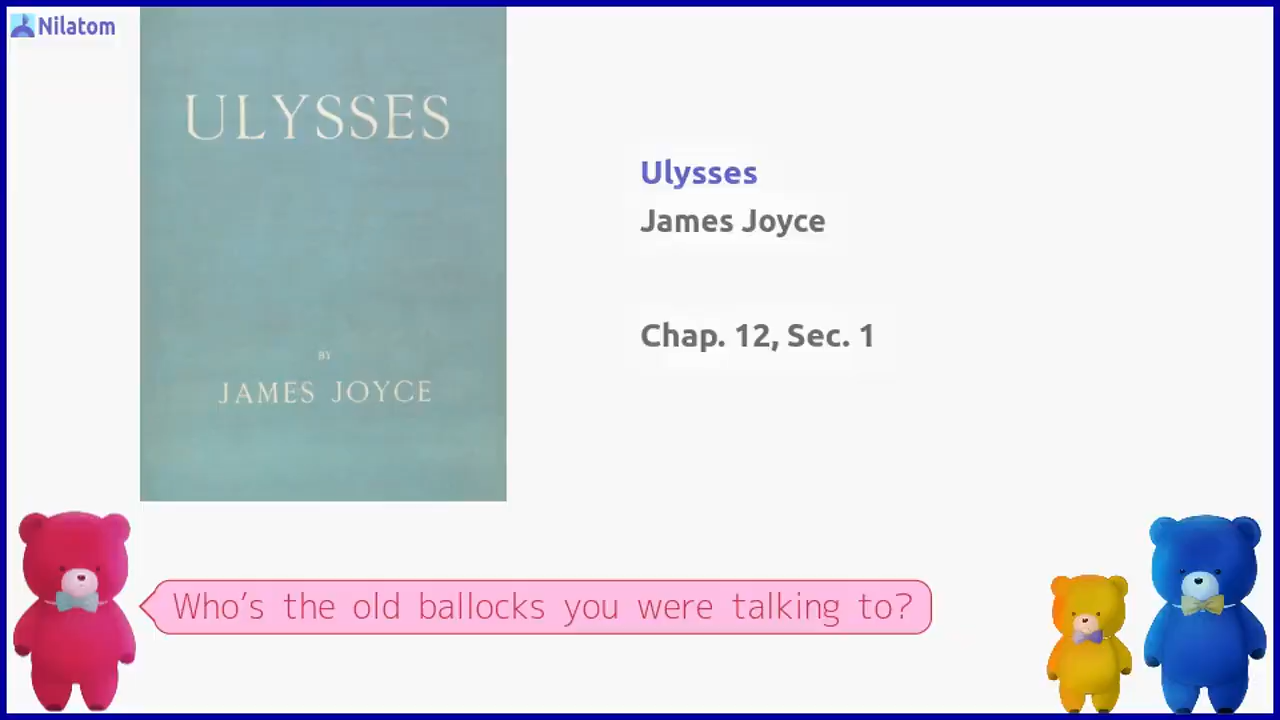 Nilatom
ULYSSES
BY
JAMES JOYCE
Ulysses
James Joyce
Chap. 12, Sec. 1
Who's the old ballocks you were talking to?